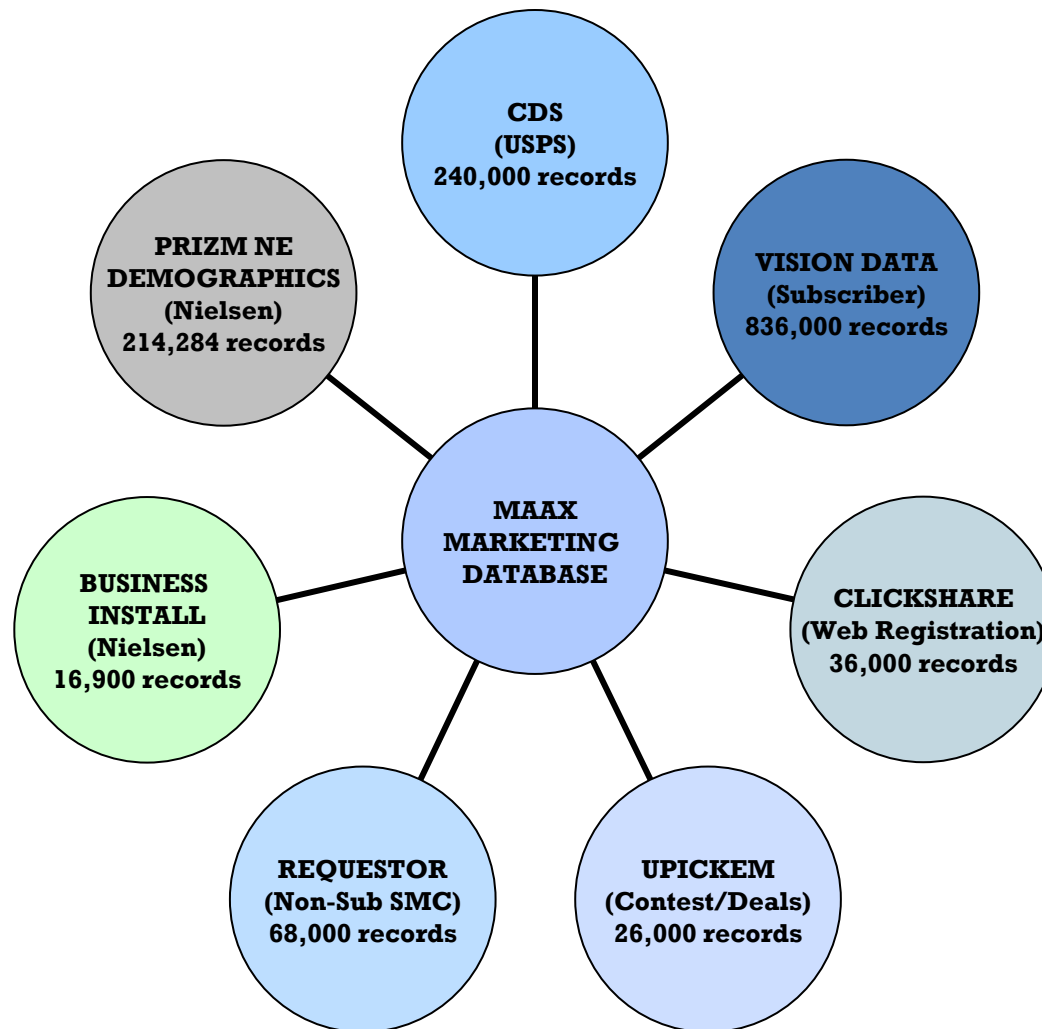 CDS
(USPS)
240,000 records
PRIZM NE
DEMOGRAPHICS
(Nielsen)
214,284 records
VISION DATA
(Subscriber)
836,000 records
MAAX
MARKETING
DATABASE
BUSINESS
INSTALL
(Nielsen)
16,900 records
CLICKSHARE
(Web Registration)
36,000 records
REQUESTOR
(Non-Sub SMC)
68,000 records
UPICKEM
(Contest/Deals)
26,000 records